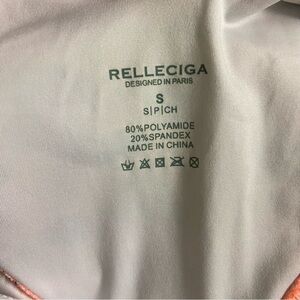 RELLECIGA
DESIGNED IN PARIS
S
S|P|CH
80%POLYAMIDE
20%SPANDEX
MADE IN CHINA